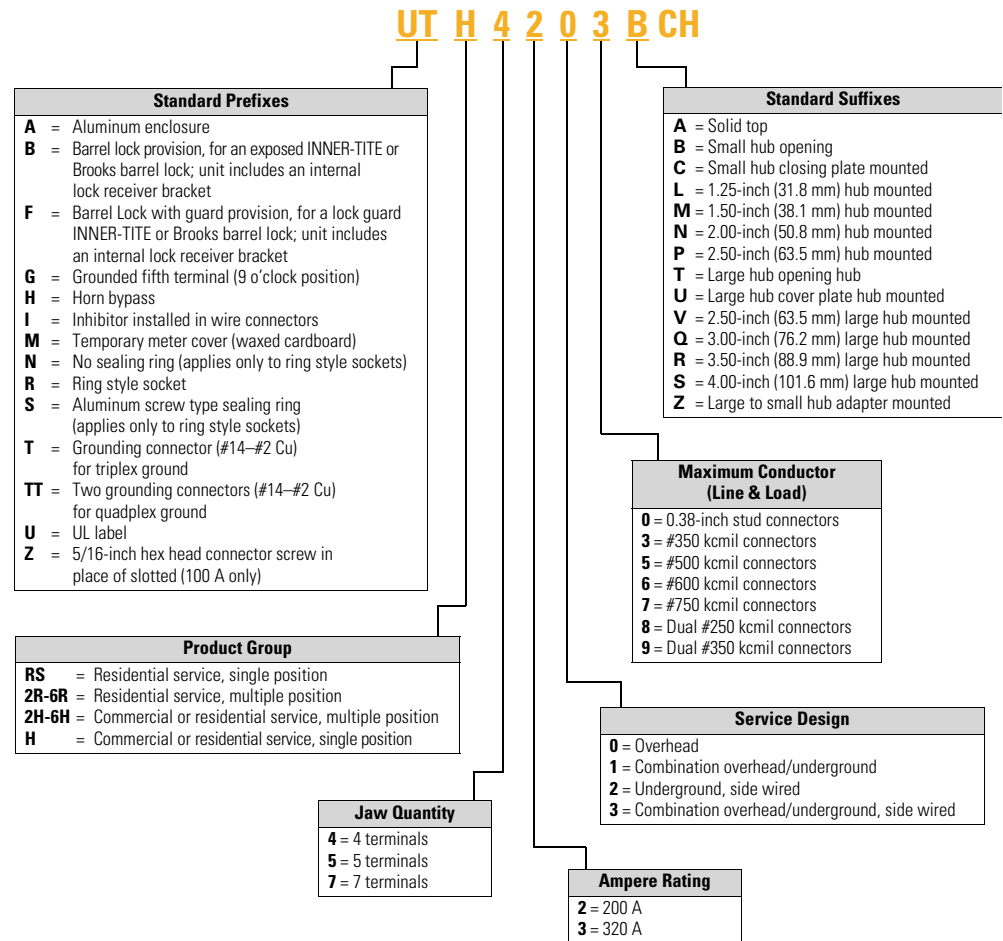 UT H 4 2 0 3 B CH
Standard Prefixes
A = Aluminum enclosure
B = Barrel lock provision, for an exposed INNER-TITE or
Brooks barrel lock; unit includes an internal
lock receiver bracket
F = Barrel Lock with guard provision, for a lock guard
INNER-TITE or Brooks barrel lock; unit includes
an internal lock receiver bracket
G = Grounded fifth terminal (9 o'clock position)
H = Horn bypass
I = Inhibitor installed in wire connectors
M = Temporary meter cover (waxed cardboard)
N = No sealing ring (applies only to ring style sockets)
R = Ring style socket
S = Aluminum screw type sealing ring
(applies only to ring style sockets)
T = Grounding connector (#14–#2 Cu)
for triplex ground
TT = Two grounding connectors (#14–#2 Cu)
for quadplex ground
U = UL label
Z = 5/16-inch hex head connector screw in
place of slotted (100 A only)
Standard Suffixes
A = Solid top
B = Small hub opening
C = Small hub closing plate mounted
L = 1.25-inch (31.8 mm) hub mounted
M = 1.50-inch (38.1 mm) hub mounted
N = 2.00-inch (50.8 mm) hub mounted
P = 2.50-inch (63.5 mm) hub mounted
T = Large hub opening hub
U = Large hub cover plate hub mounted
V = 2.50-inch (63.5 mm) large hub mounted
Q = 3.00-inch (76.2 mm) large hub mounted
R = 3.50-inch (88.9 mm) large hub mounted
S = 4.00-inch (101.6 mm) large hub mounted
Z = Large to small hub adapter mounted
Maximum Conductor
(Line & Load)
0 = 0.38-inch stud connectors
3 = #350 kcmil connectors
5 = #500 kcmil connectors
6 = #600 kcmil connectors
7 = #750 kcmil connectors
8 = Dual #250 kcmil connectors
9 = Dual #350 kcmil connectors
Product Group
RS = Residential service, single position
2R-6R = Residential service, multiple position
2H-6H = Commercial or residential service, multiple position
H = Commercial or residential service, single position
Service Design
0 = Overhead
1 = Combination overhead/underground
2 = Underground, side wired
3 = Combination overhead/underground, side wired
Jaw Quantity
4 = 4 terminals
5 = 5 terminals
7 = 7 terminals
Ampere Rating
2 = 200 A
3 = 320 A